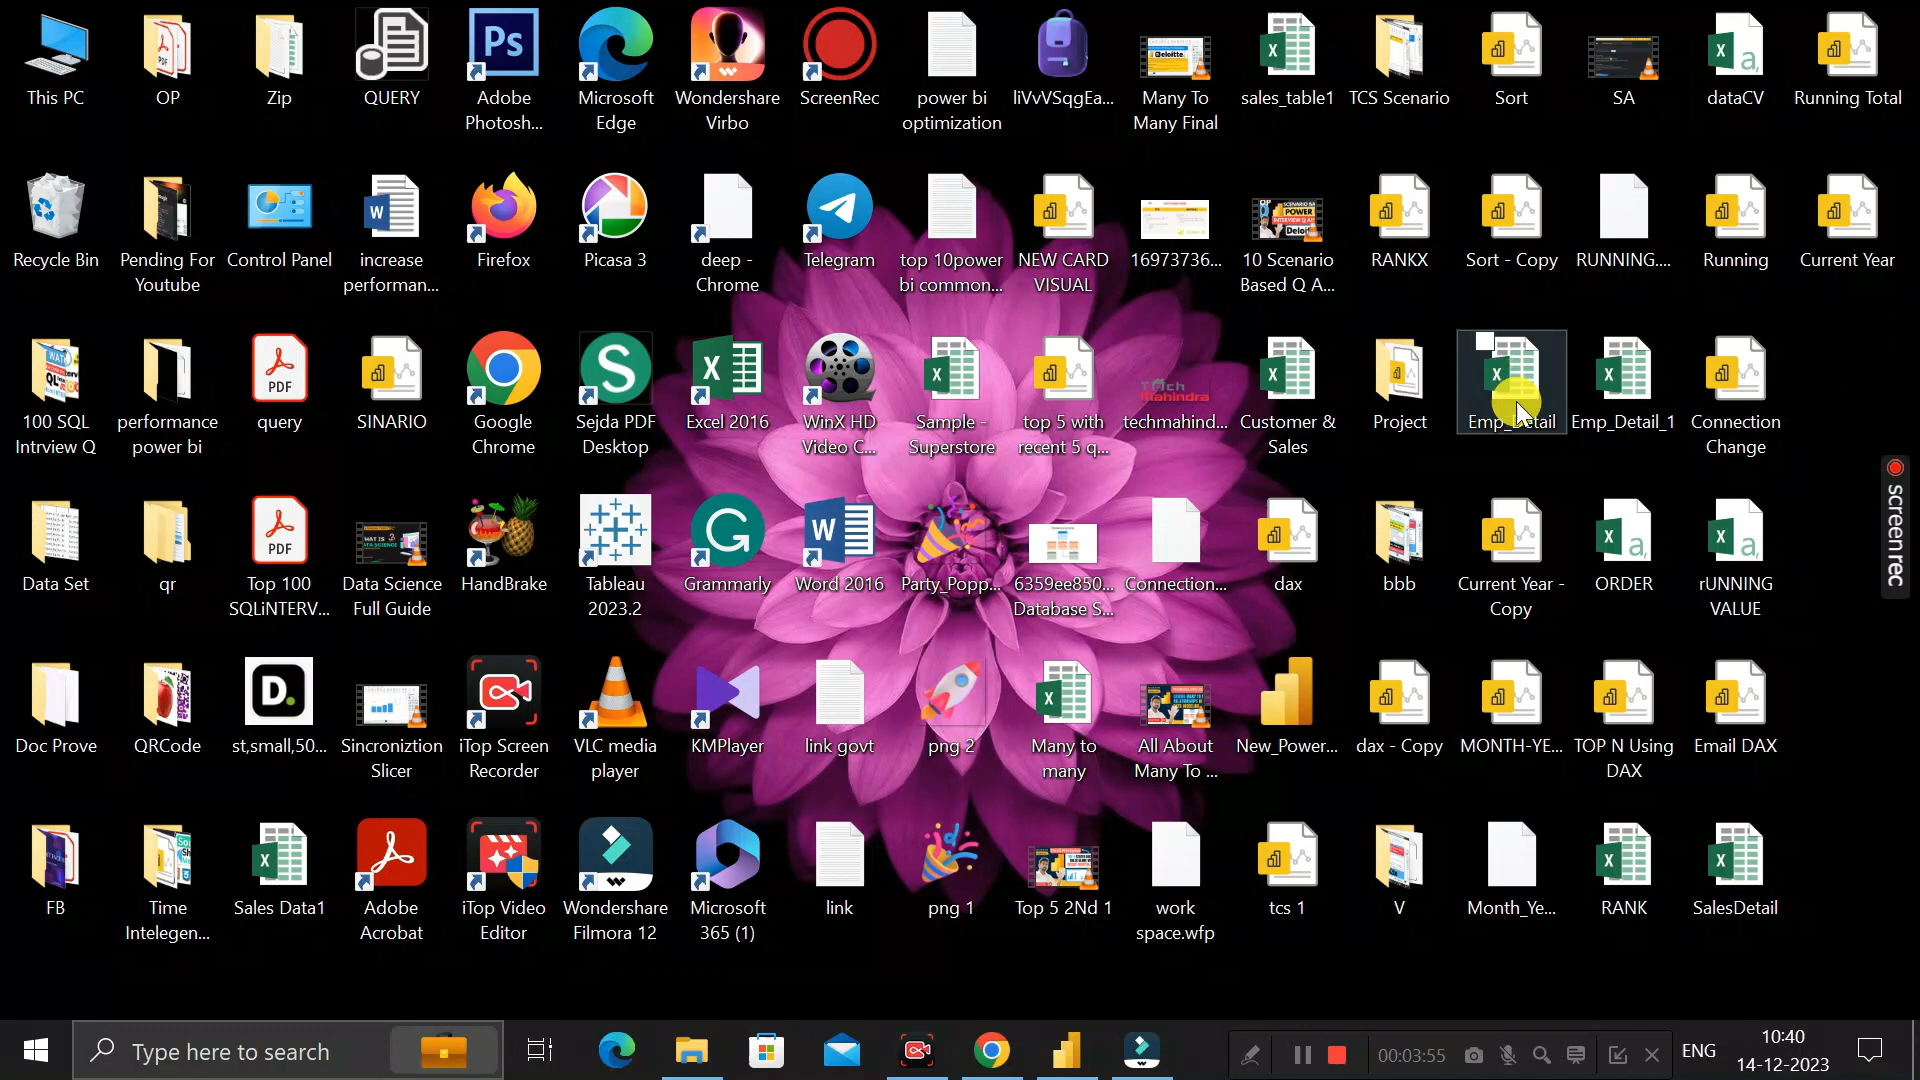 This PC
OP
Zip
QUERY
Adobe
Photosh...
Microsoft
Edge
Wondershare
Virbo
ScreenRec
power bi
optimization
liVvVSqgEa...
Many To
Many Final
sales_table1
TCS Scenario
Sort
SA
dataCV
Running Total
Recycle Bin
Pending For
Youtube
Control Panel
increase
performan...
Firefox
Picasa 3
deep -
Chrome
Telegram
top 10power
bi common...
NEW CARD
VISUAL
16973736...
10 Scenario
Based Q A...
RANKX
Sort - Copy
RUNNING....
Running
Current Year
100 SQL
Intrview Q
performance
power bi
query
SINARIO
Google
Chrome
Sejda PDF
Desktop
Excel 2016
WinX HD
Video C...
Sample -
Superstore
top 5 with
recent 5 q...
techmahind...
Customer &
Sales
Project
Emp_Detail
Emp_Detail_1
Connection
Change
Data Set
qr
Top 100
SQLiNTERV...
Data Science
Full Guide
HandBrake
Tableau
2023.2
Grammarly
Word 2016
Party_Popp...
6359ee850...
Database S...
Connection...
dax
bbb
Current Year -
Copy
ORDER
rUNNING
VALUE
Doc Prove
QRCode
st,small,50...
Sincroniztion
Slicer
iTop Screen
Recorder
VLC media
player
KMPlayer
link govt
png 2
Many to
many
All About
Many To ...
New_Power...
dax - Copy
MONTH-YE...
TOP N Using
DAX
Email DAX
FB
Time
Intelegen...
Sales Data1
Adobe
Acrobat
iTop Video
Editor
Wondershare
Filmora 12
Microsoft
365 (1)
link
png 1
Top 5 2Nd 1
work
space.wfp
tcs 1
V
Month_Ye...
RANK
SalesDetail
screen rec
Type here to search
00:03:55
ENG
10:40
14-12-2023